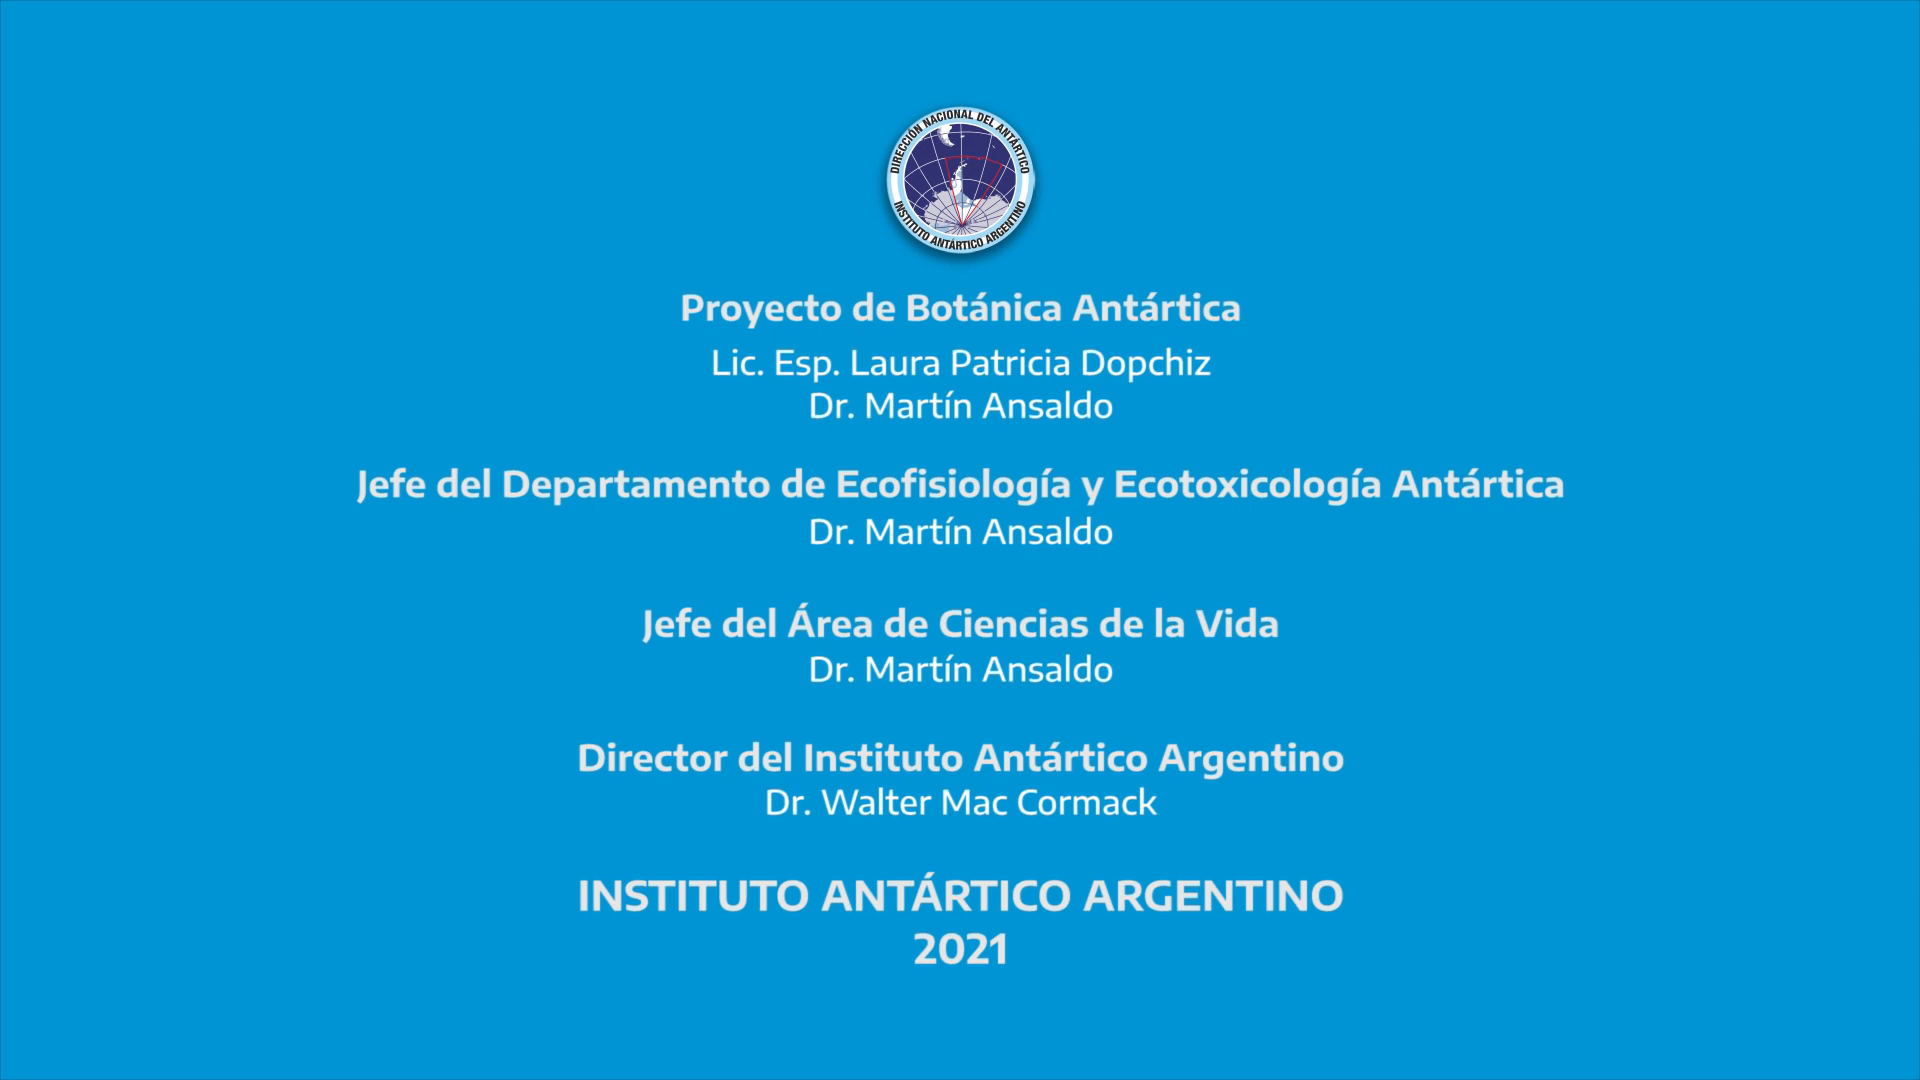 DIRECCIÓN NACIONAL DEL ANTÁRTICO
INSTITUTO ANTÁRTICO ARGENTINO
Proyecto de Botánica Antártica
Lic. Esp. Laura Patricia Dopchiz
Dr. Martín Ansaldo
Jefe del Departamento de Ecofisiología y Ecotoxicología Antártica
Dr. Martín Ansaldo
Jefe del Área de Ciencias de la Vida
Dr. Martín Ansaldo
Director del Instituto Antártico Argentino
Dr. Walter Mac Cormack
INSTITUTO ANTÁRTICO ARGENTINO
2021